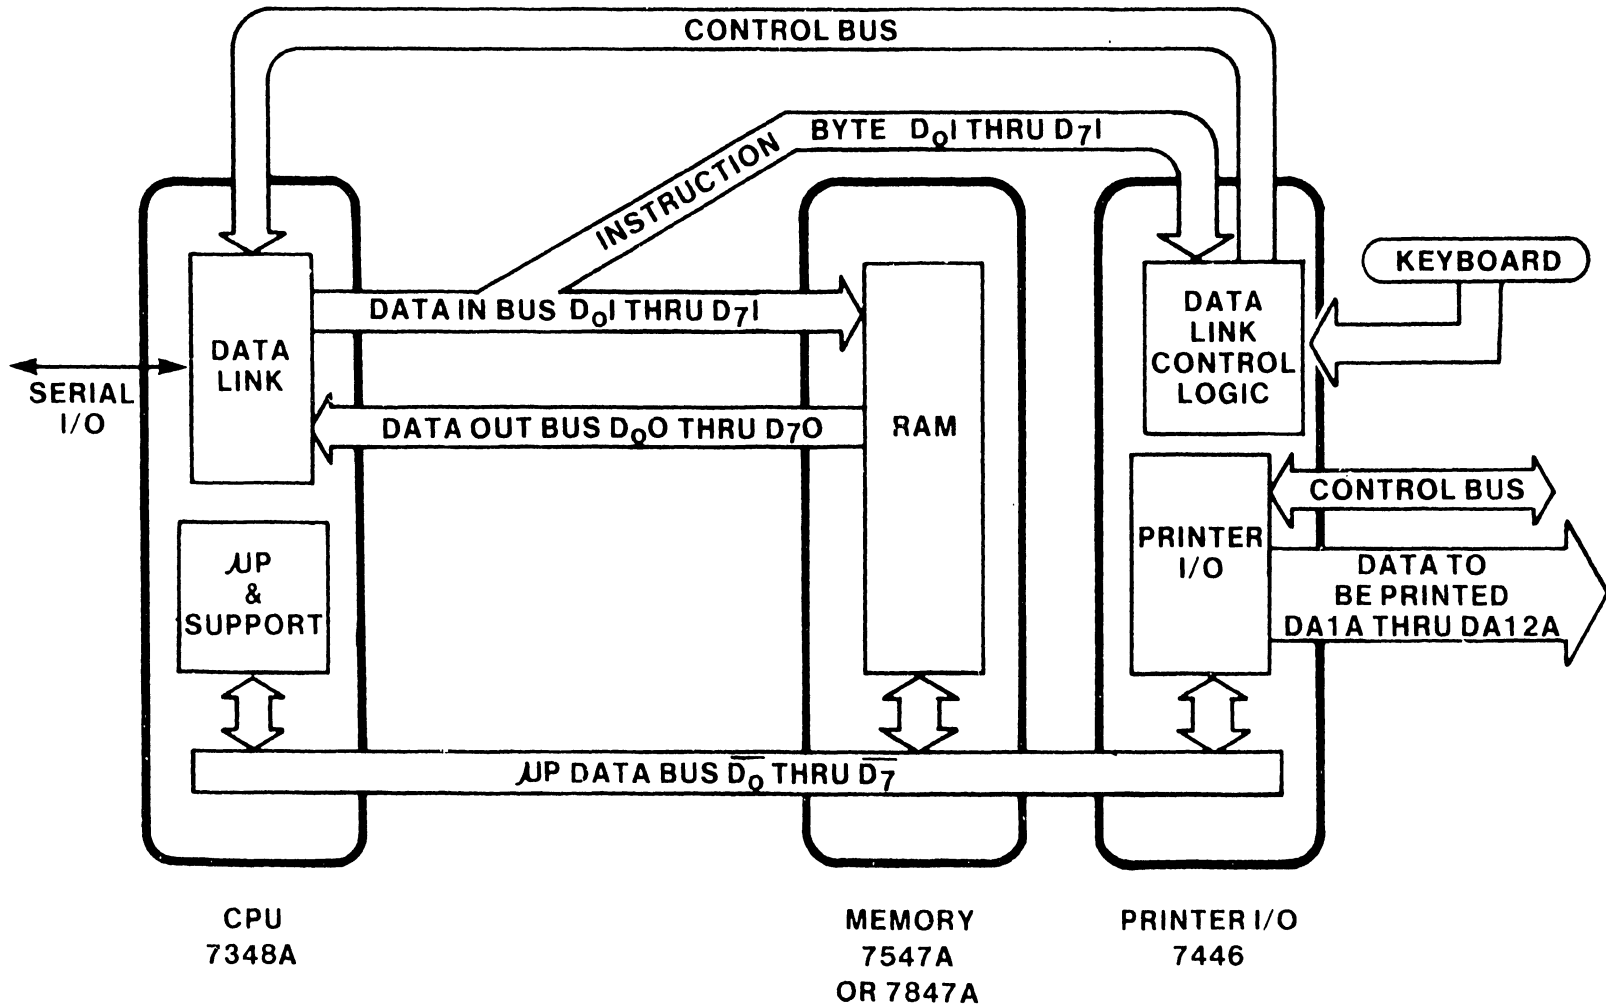 CONTROL BUS
INSTRUCTION BYTE D₀I THRU D₇I
KEYBOARD
DATA IN BUS D₀I THRU D₇I
DATA
LINK
SERIAL
I/O
DATA
LINK
CONTROL
LOGIC
DATA OUT BUS D₀O THRU D₇O
RAM
CONTROL BUS
μP
&
SUPPORT
PRINTER
I/O
DATA TO
BE PRINTED
DA1A THRU DA12A
μP DATA BUS D̅₀ THRU D̅₇
CPU
7348A
MEMORY
7547A
OR 7847A
PRINTER I/O
7446